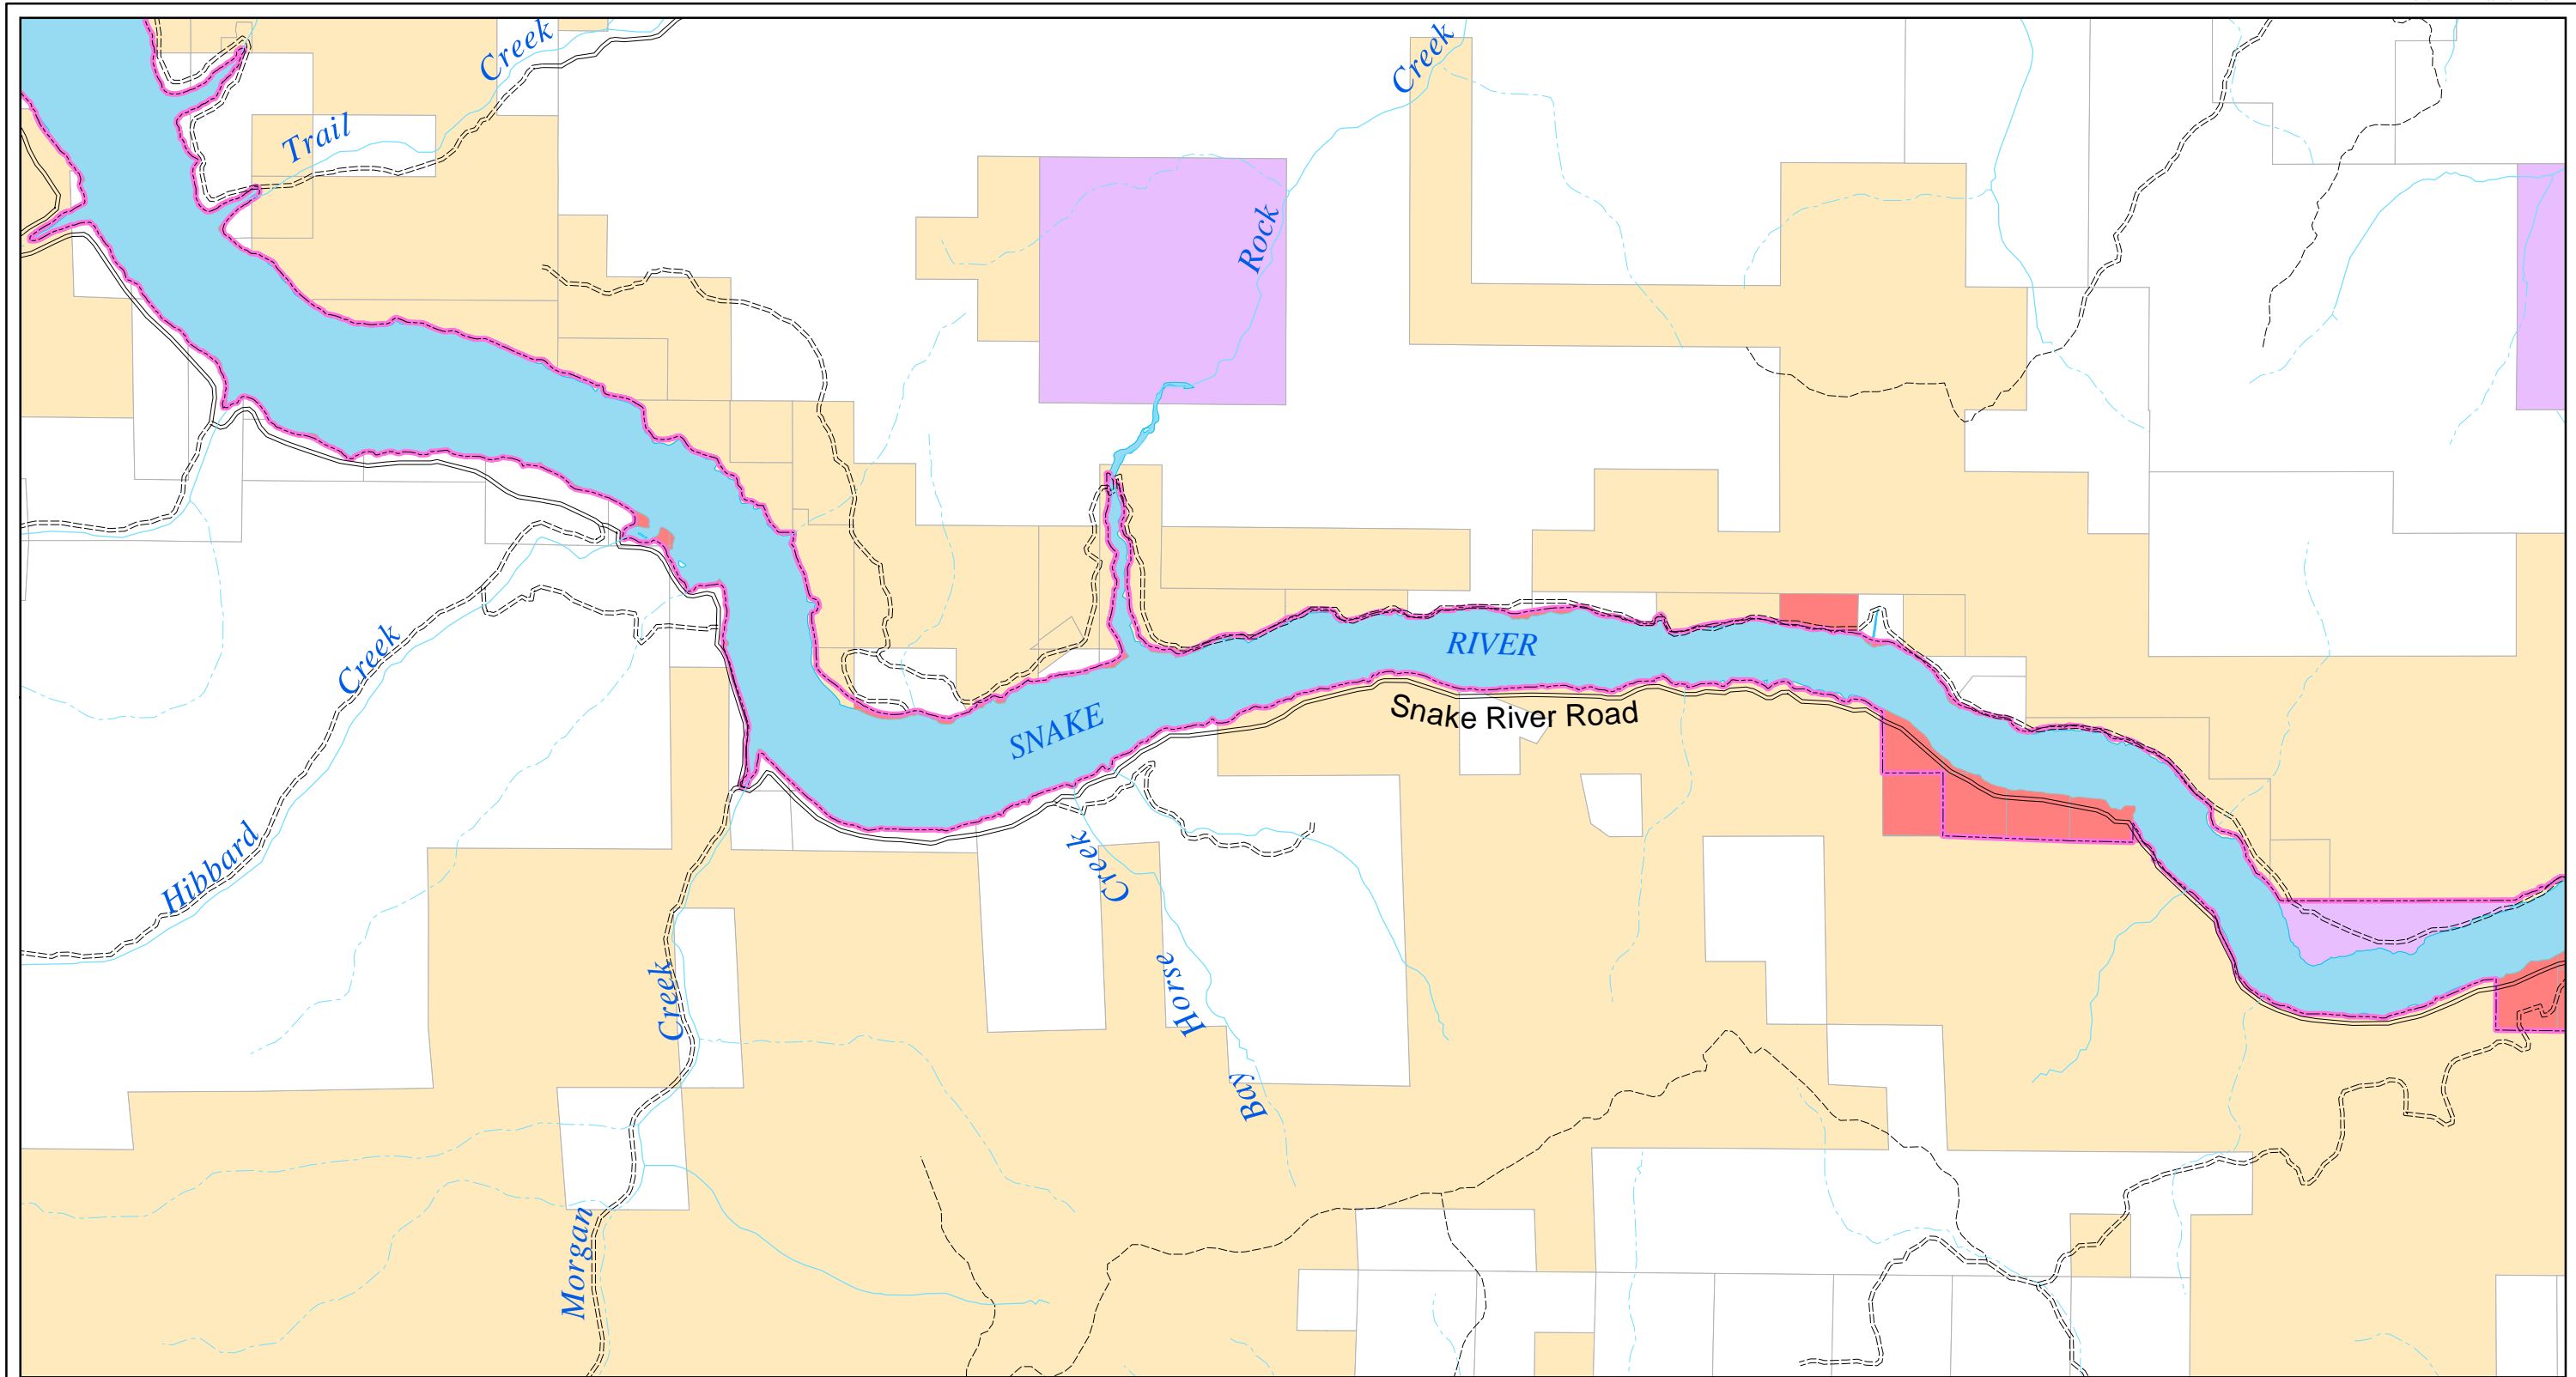 Trail Creek
Rock Creek
Hibbard Creek
SNAKE RIVER
Snake River Road
Morgan Creek
Bay Horse Creek